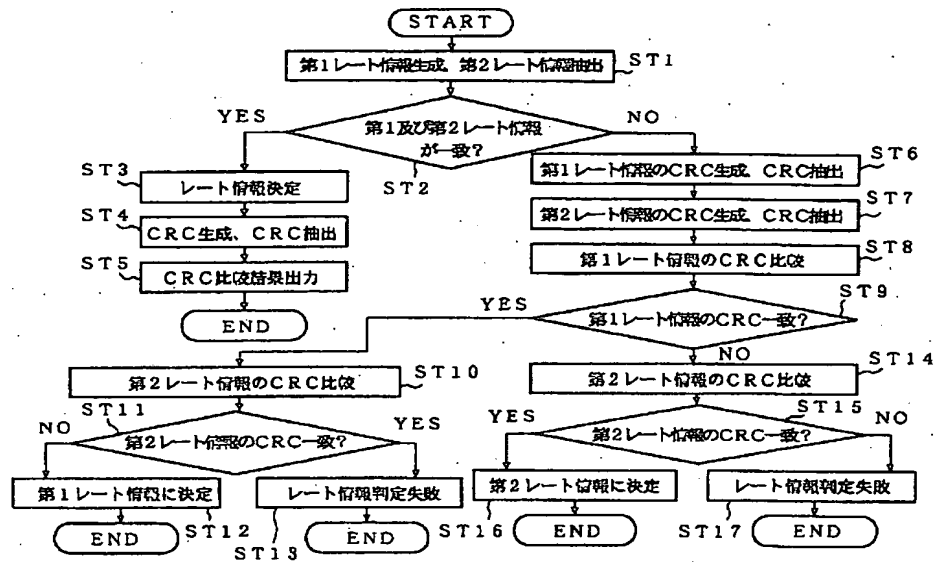 START
第1レート情報生成、第2レート情報抽出
ST1
YES
第1及び第2レート情報
が一致?
NO
ST2
ST3
レート情報決定
ST4
CRC生成、CRC抽出
ST5
CRC比較結果出力
END
第1レート情報のCRC生成、CRC抽出
ST6
第2レート情報のCRC生成、CRC抽出
ST7
第1レート情報のCRC比較
ST8
YES
第1レート情報のCRC一致?
ST9
NO
第2レート情報のCRC比較
ST10
第2レート情報のCRC比較
ST14
ST11
NO
第2レート情報のCRC一致?
YES
YES
第2レート情報のCRC一致?
ST15
NO
第1レート情報に決定
ST12
END
レート情報判定失敗
ST13
END
第2レート情報に決定
ST16
END
レート情報判定失敗
ST17
END